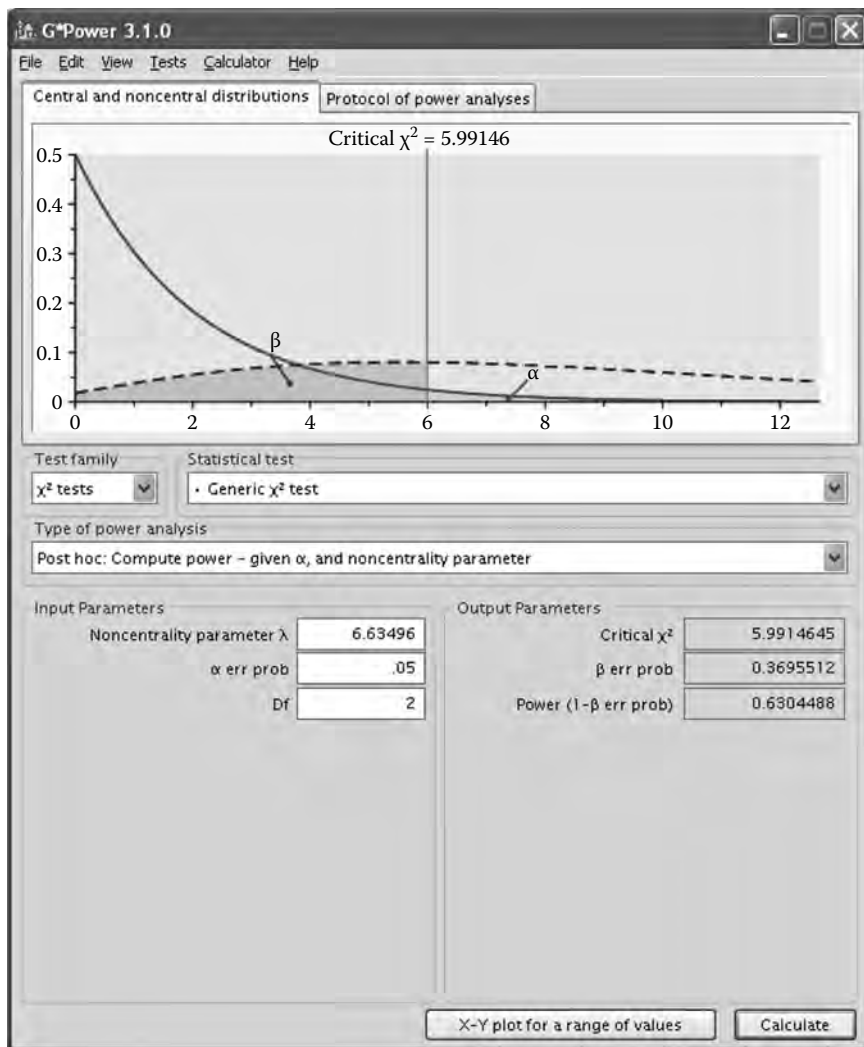 G*Power 3.1.0
File Edit View Tests Calculator Help
Central and noncentral distributions Protocol of power analyses
Critical χ² = 5.99146
0.5
0.4
0.3
0.2
0.1
0
β
α
0 2 4 6 8 10 12
Test family Statistical test
χ² tests · Generic χ² test
Type of power analysis
Post hoc: Compute power – given α, and noncentrality parameter
Input Parameters Output Parameters
Noncentrality parameter λ 6.63496 Critical χ² 5.9914645
α err prob .05 β err prob 0.3695512
Df 2 Power (1-β err prob) 0.6304488
X-Y plot for a range of values Calculate